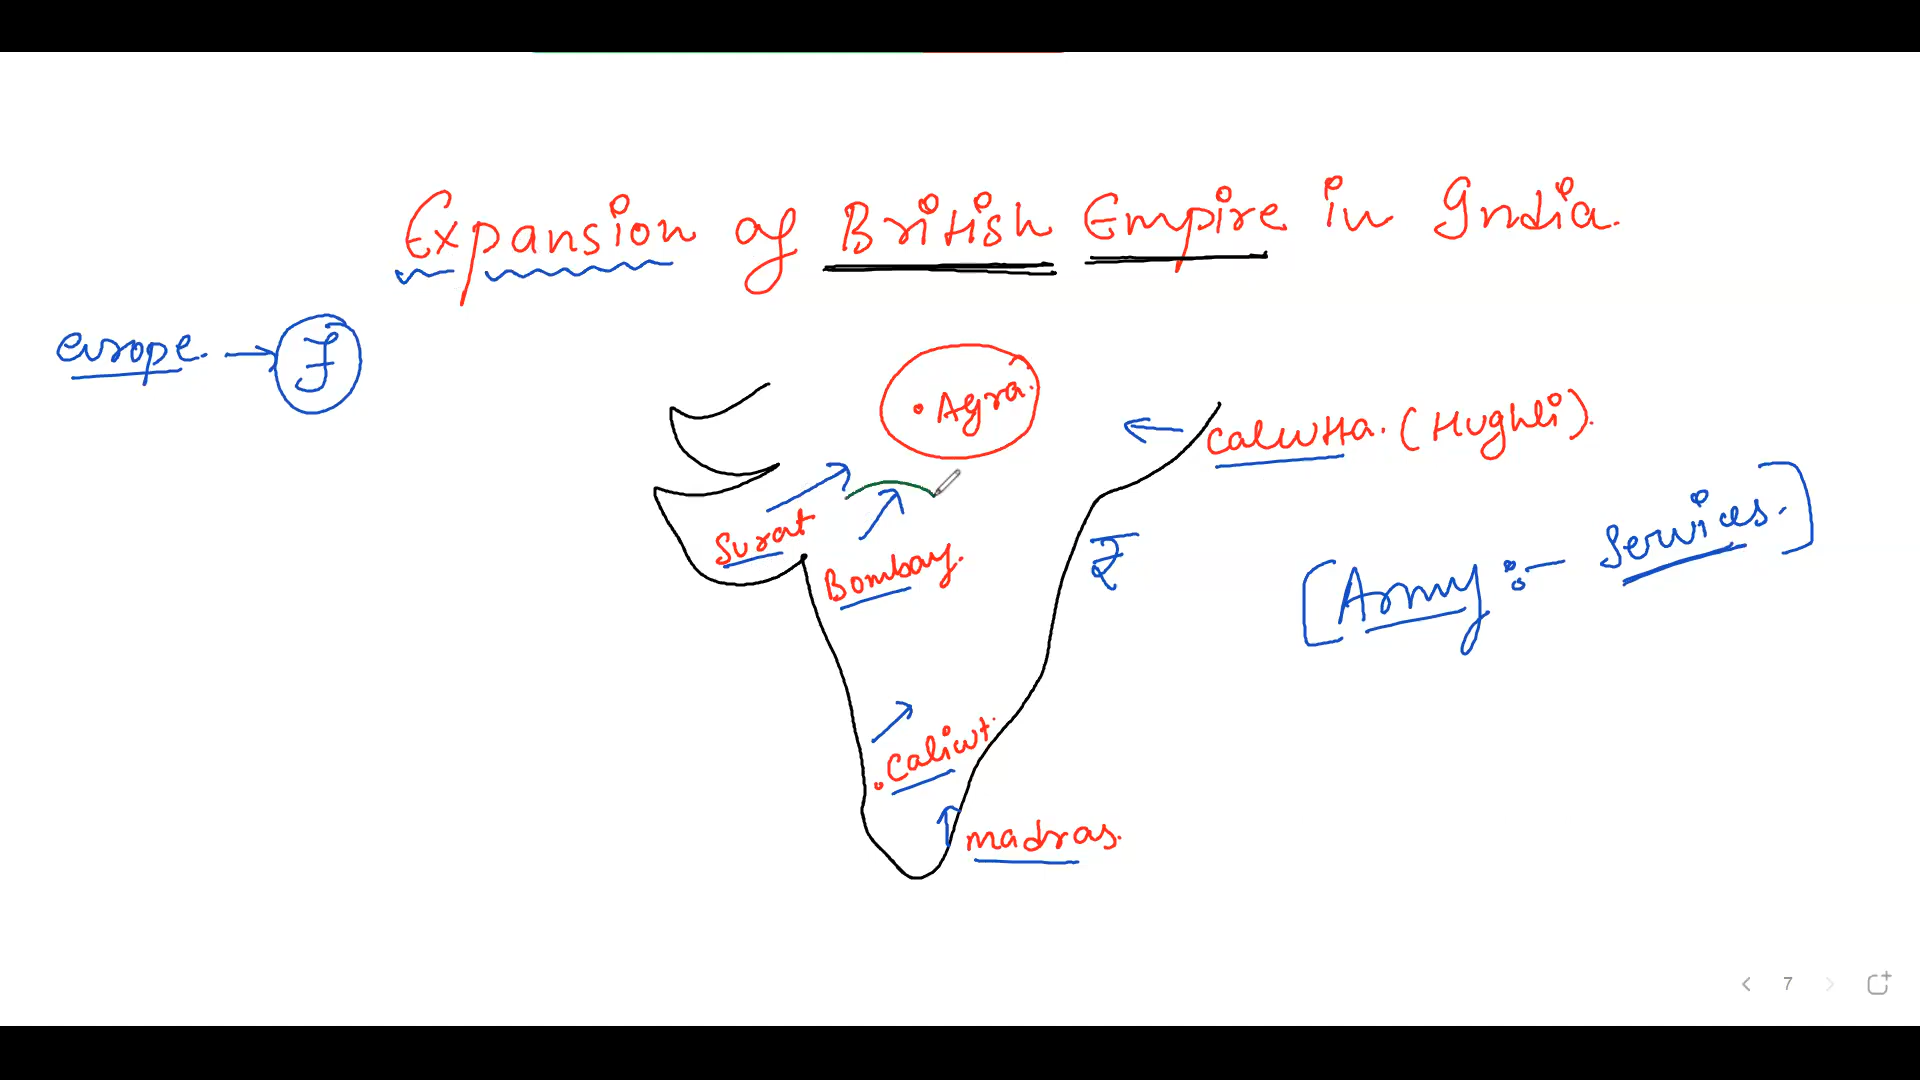 Expansion of British Empire in India.
europe. → F
• Agra.
Calcutta. (Hughli).
Surat
Bombay.
₹
[Army :- Services.]
• Calicut.
madras.
7